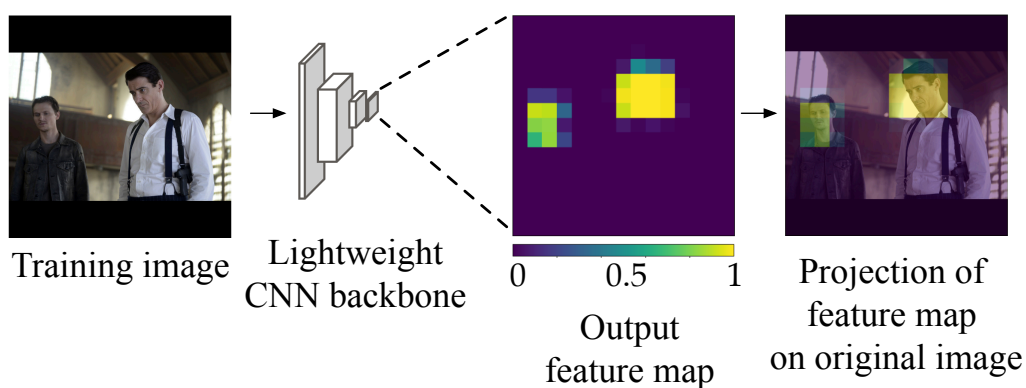 Training image
Lightweight
CNN backbone
0 0.5 1
Output
feature map
Projection of
feature map
on original image